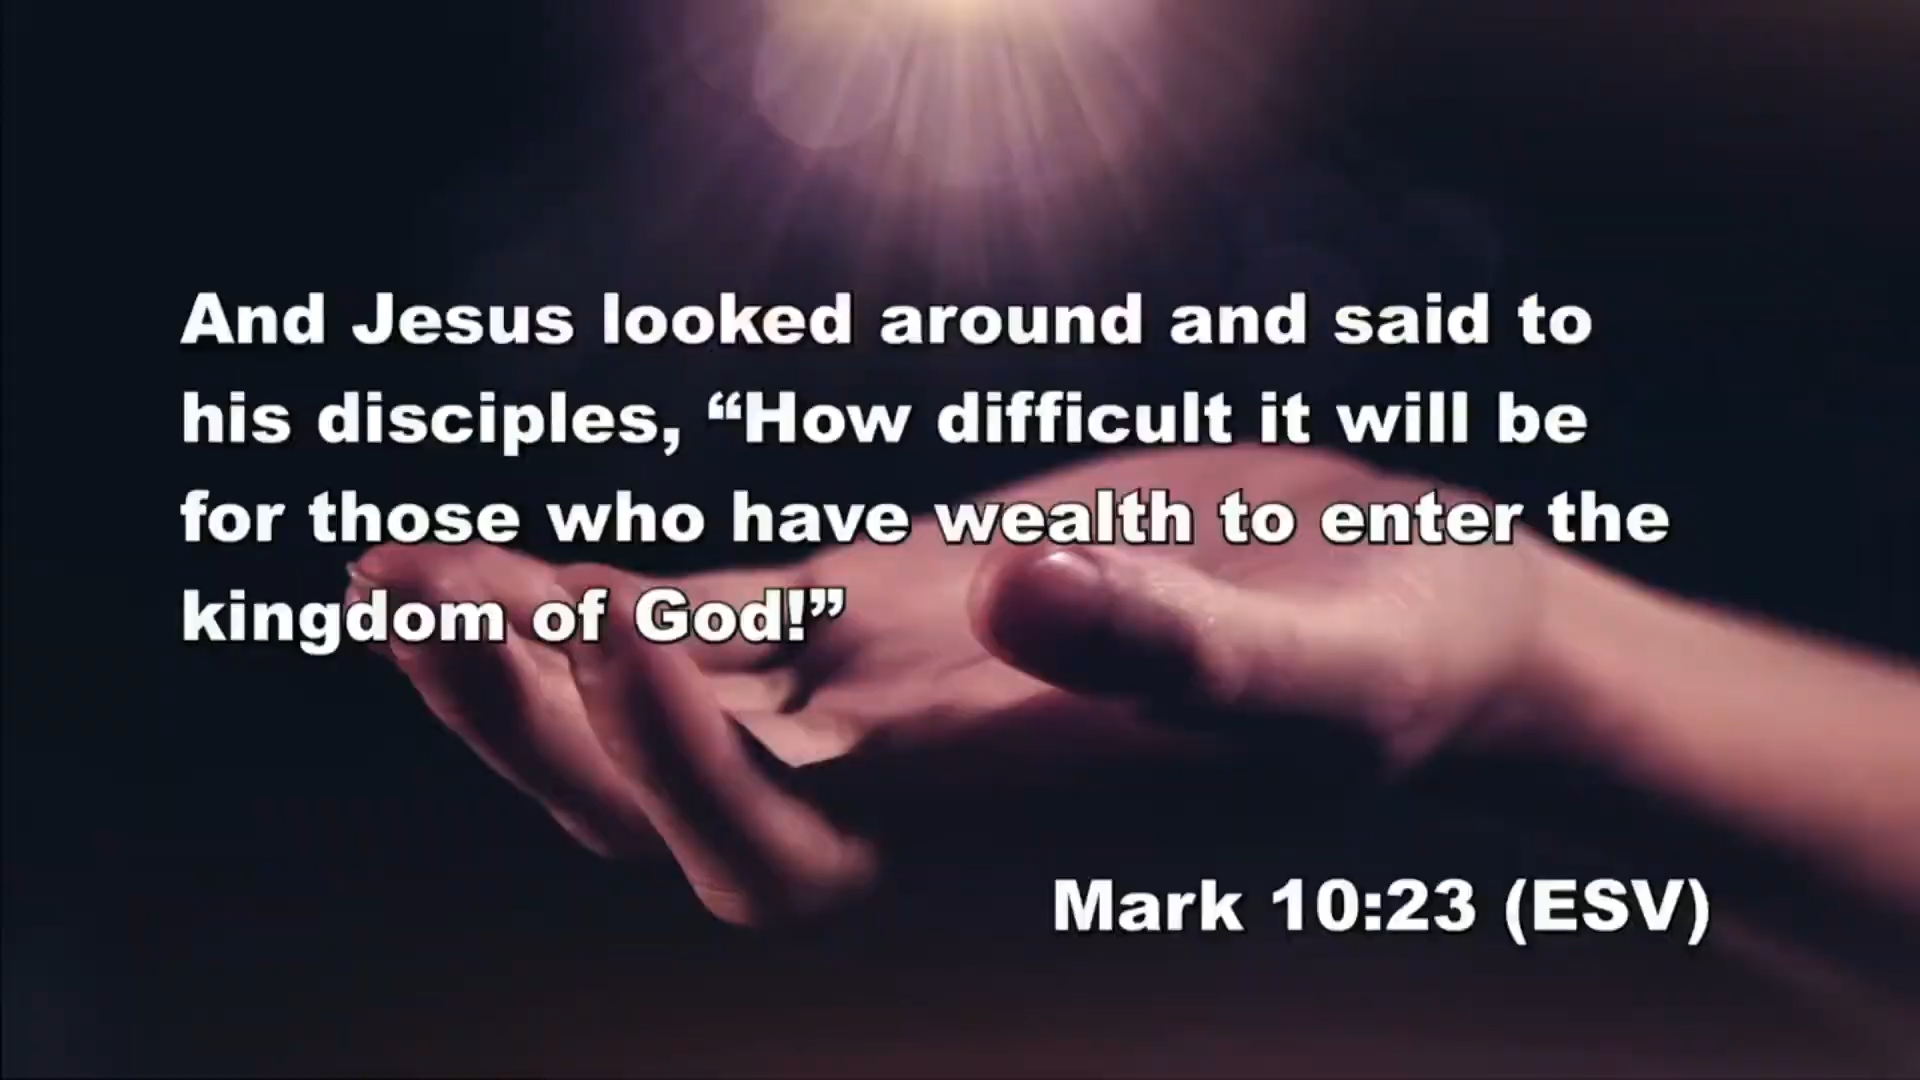 And Jesus looked around and said to
his disciples, “How difficult it will be
for those who have wealth to enter the
kingdom of God!”
Mark 10:23 (ESV)